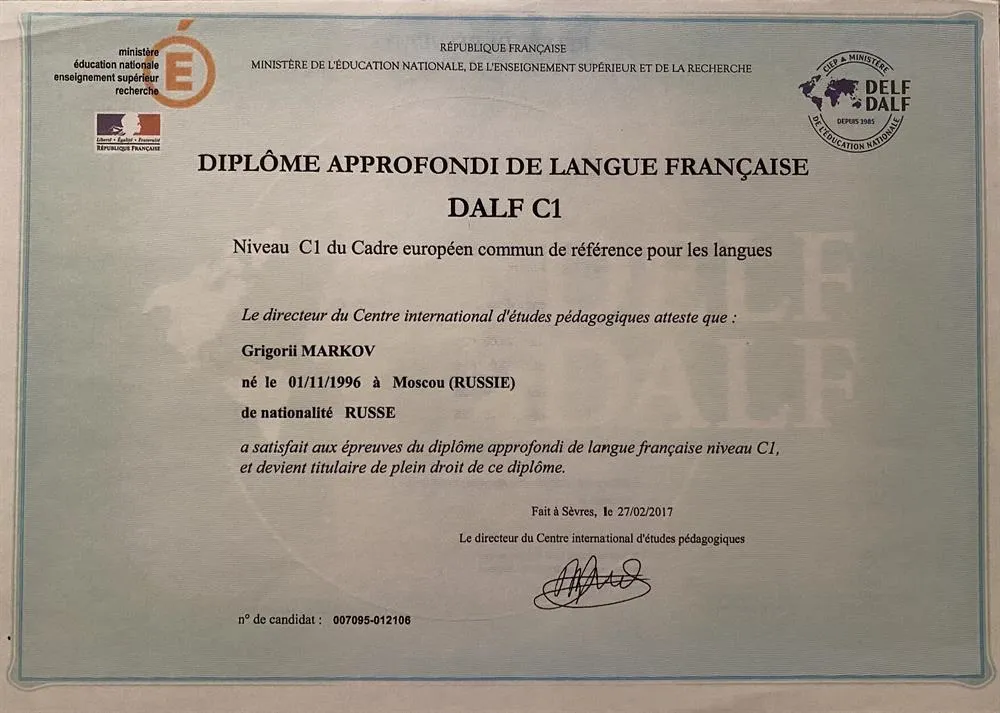 ministère
éducation nationale
enseignement supérieur
recherche
É
Liberté • Égalité • Fraternité
RÉPUBLIQUE FRANÇAISE
RÉPUBLIQUE FRANÇAISE
MINISTÈRE DE L'ÉDUCATION NATIONALE, DE L'ENSEIGNEMENT SUPÉRIEUR ET DE LA RECHERCHE
CIEP ▲ MINISTÈRE
DELF
DALF
DEPUIS 1985
DE L'ÉDUCATION NATIONALE
DIPLÔME APPROFONDI DE LANGUE FRANÇAISE
DALF C1
Niveau C1 du Cadre européen commun de référence pour les langues
DELF
DALF
Le directeur du Centre international d'études pédagogiques atteste que :
Grigorii MARKOV
né le 01/11/1996 à Moscou (RUSSIE)
de nationalité RUSSE
a satisfait aux épreuves du diplôme approfondi de langue française niveau C1,
et devient titulaire de plein droit de ce diplôme.
Fait à Sèvres, le 27/02/2017
Le directeur du Centre international d'études pédagogiques
n° de candidat : 007095-012106